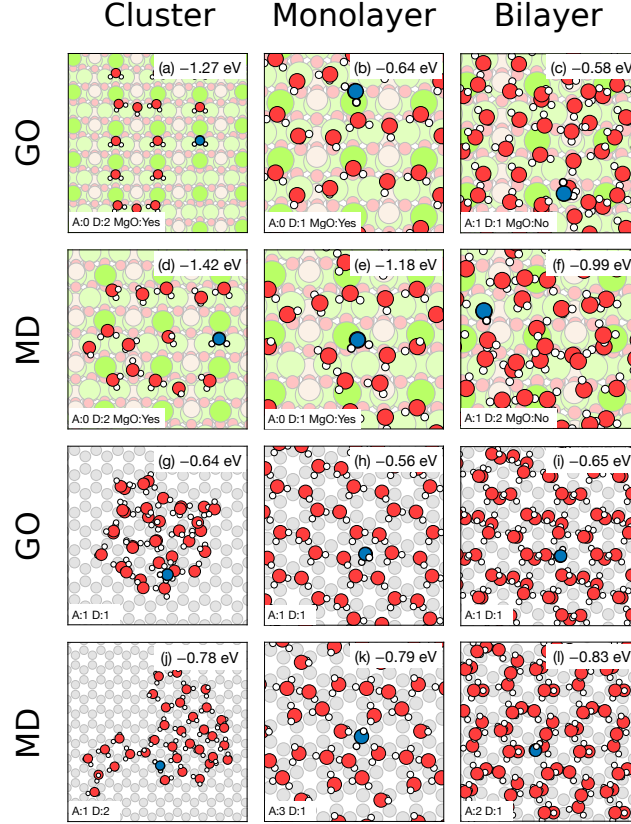 Cluster Monolayer Bilayer
GO
(a) −1.27 eV
A:0 D:2 MgO:Yes
(b) −0.64 eV
A:0 D:1 MgO:Yes
(c) −0.58 eV
A:1 D:1 MgO:No
MD
(d) −1.42 eV
A:0 D:2 MgO:Yes
(e) −1.18 eV
A:0 D:1 MgO:Yes
(f) −0.99 eV
A:1 D:2 MgO:No
GO
(g) −0.64 eV
A:1 D:1
(h) −0.56 eV
A:1 D:1
(i) −0.65 eV
A:1 D:1
MD
(j) −0.78 eV
A:1 D:2
(k) −0.79 eV
A:3 D:1
(l) −0.83 eV
A:2 D:1